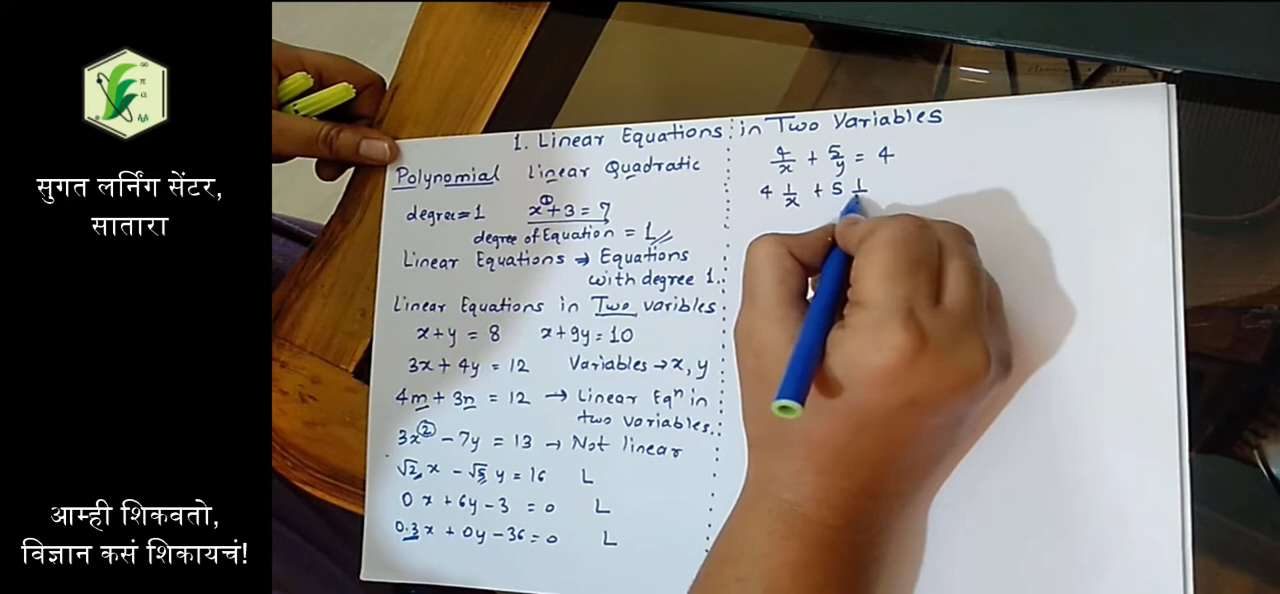 सुगत लर्निंग सेंटर,
सातारा
आम्ही शिकवतो,
विज्ञान कसं शिकायचं!
1. Linear Equations in Two Variables
Polynomial Linear Quadratic
degree=1 x^① + 3 = 7
degree of Equation = 1
Linear Equations ⇒ Equations
with degree 1.
Linear Equations in Two varibles
x+y = 8 x+9y=10
3x+4y = 12 Variables → x, y
4m + 3n = 12 → Linear Eqⁿ in
two variables.
3x^② - 7y = 13 → Not linear
√2 x - √5 y = 16 L
0x + 6y - 3 = 0 L
0.3x + 0y - 36 = 0 L
4/x + 5/y = 4
4 1/x + 5 1/